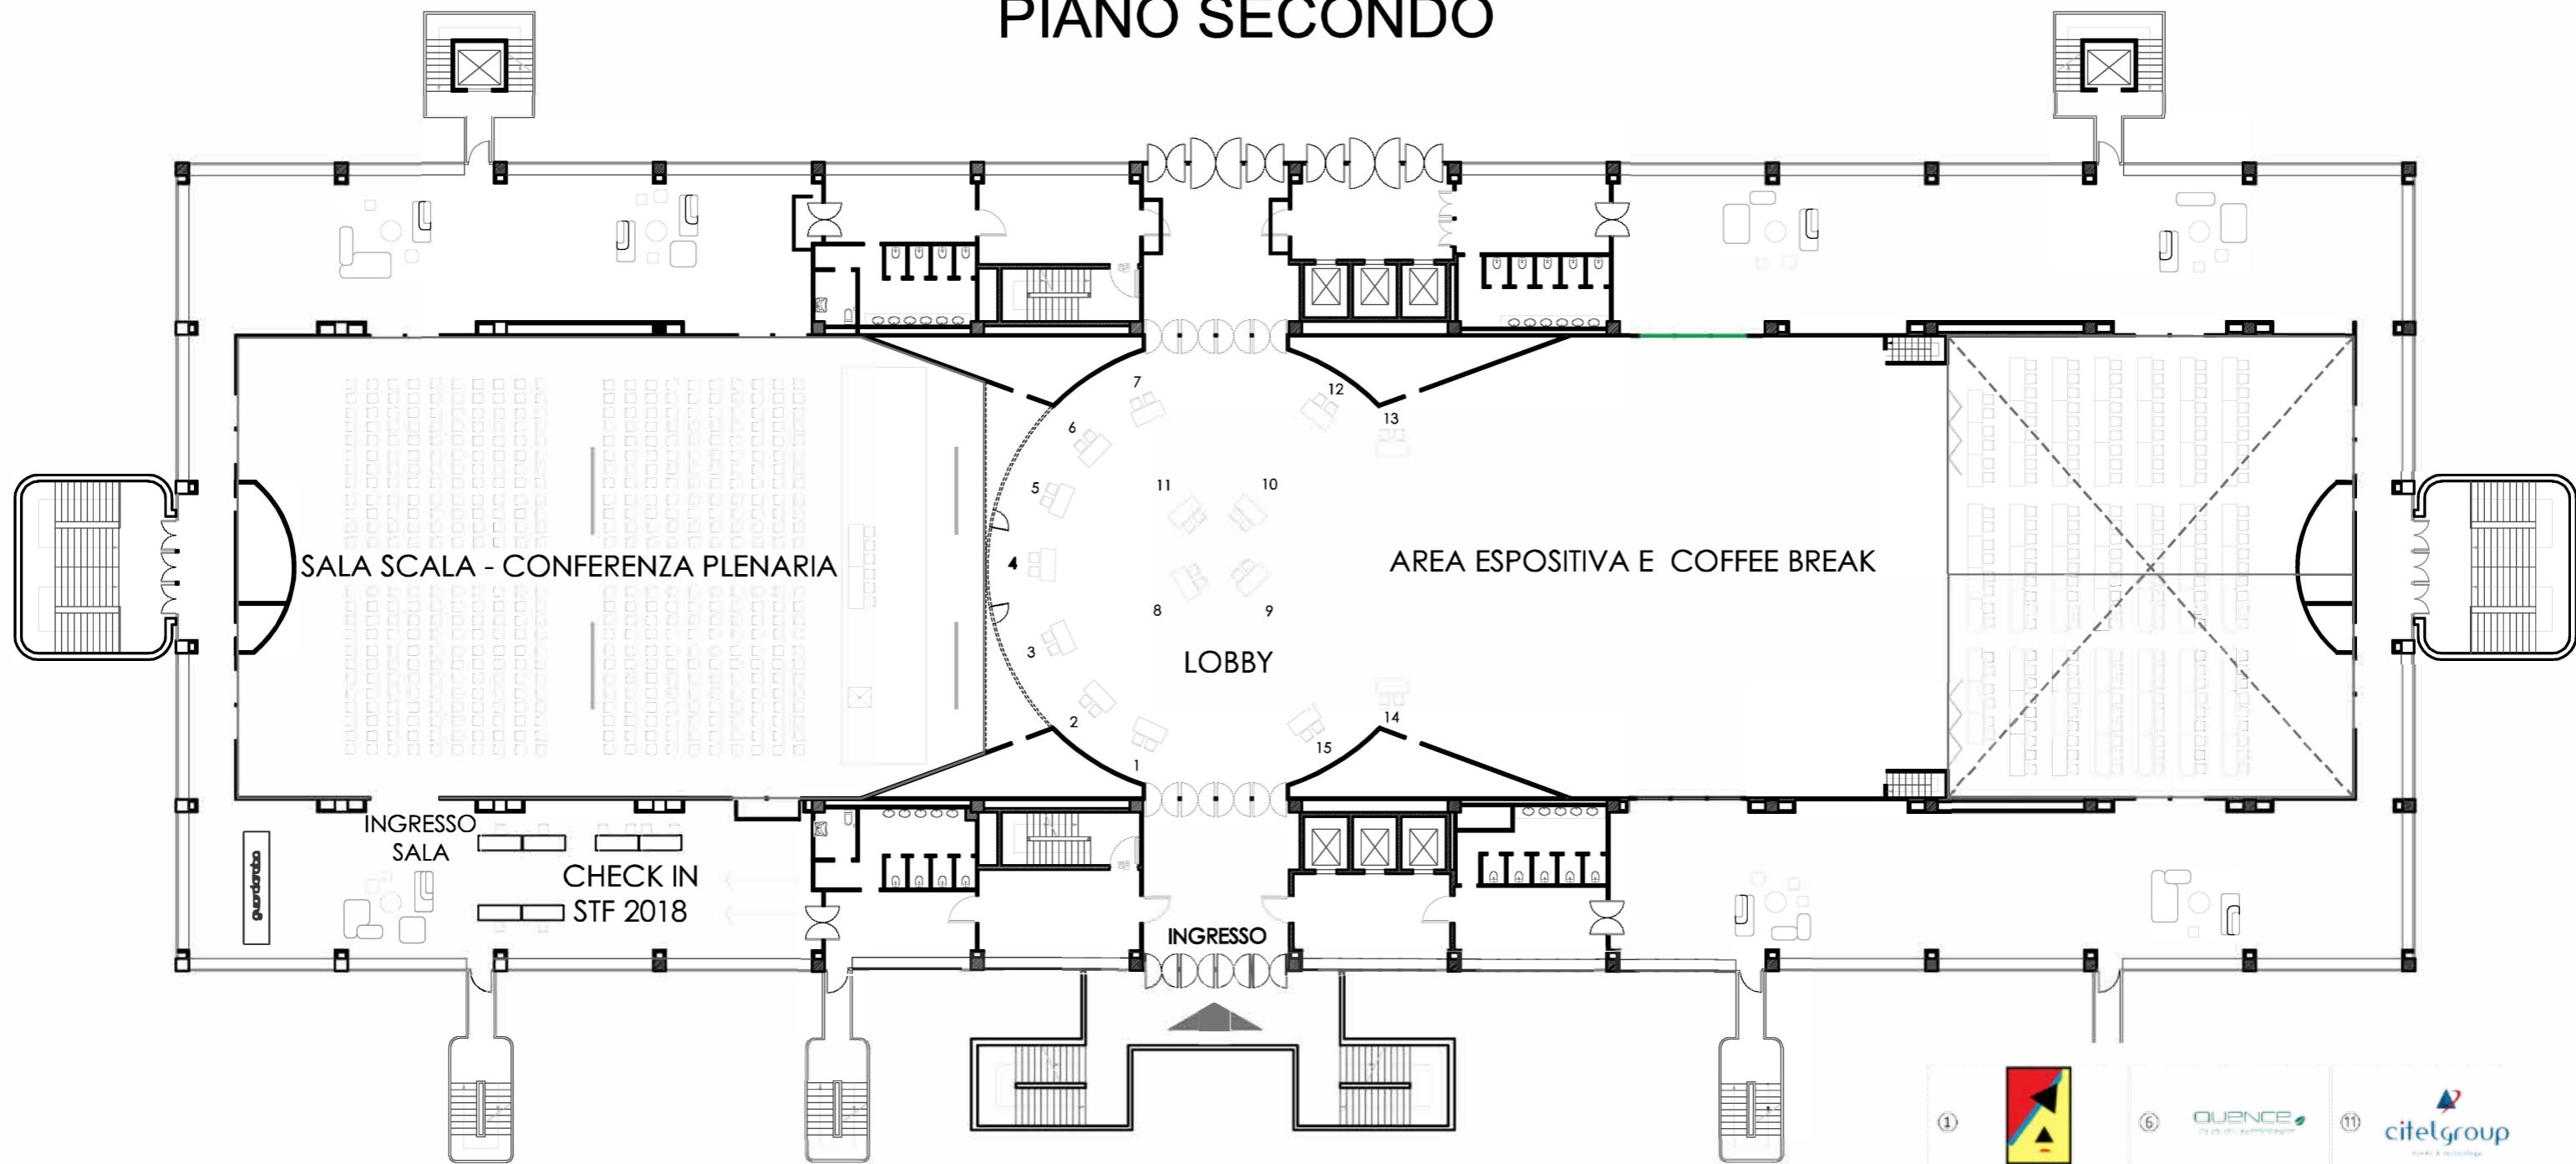 PIANO SECONDO
7
12
6
13
5
11
10
SALA SCALA - CONFERENZA PLENARIA
4
AREA ESPOSITIVA E COFFEE BREAK
8
9
3
LOBBY
2
14
15
1
INGRESSO
SALA
guardaroba
CHECK IN
STF 2018
INGRESSO
1
6
QUENCE
11
citelgroup